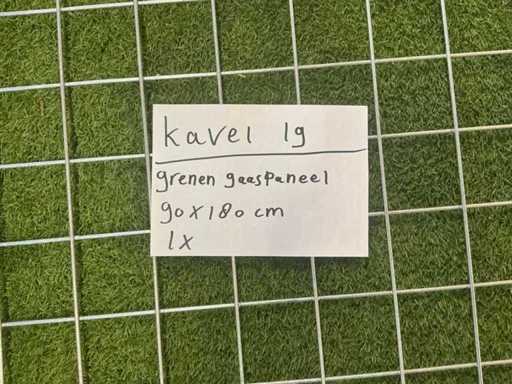 kavel 19
grenen gaaspaneel
90x180 cm
1x